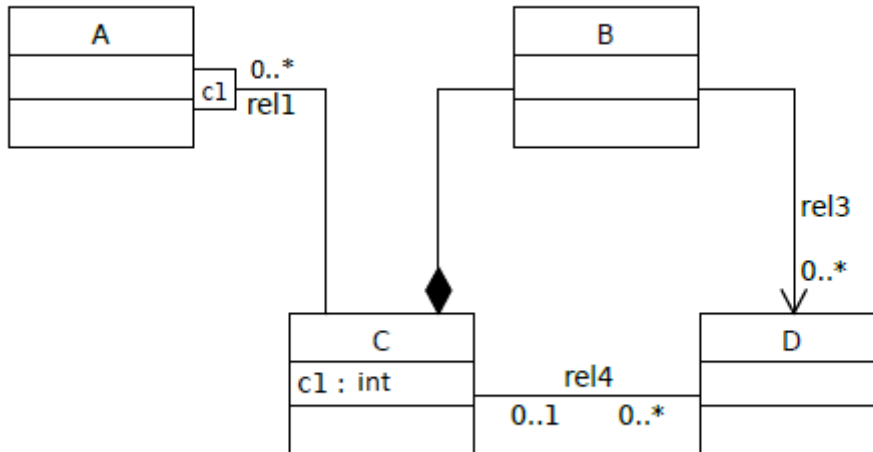 A
B
0..*
c1
rel1
rel3
0..*
C
D
c1 : int
rel4
0..1
0..*